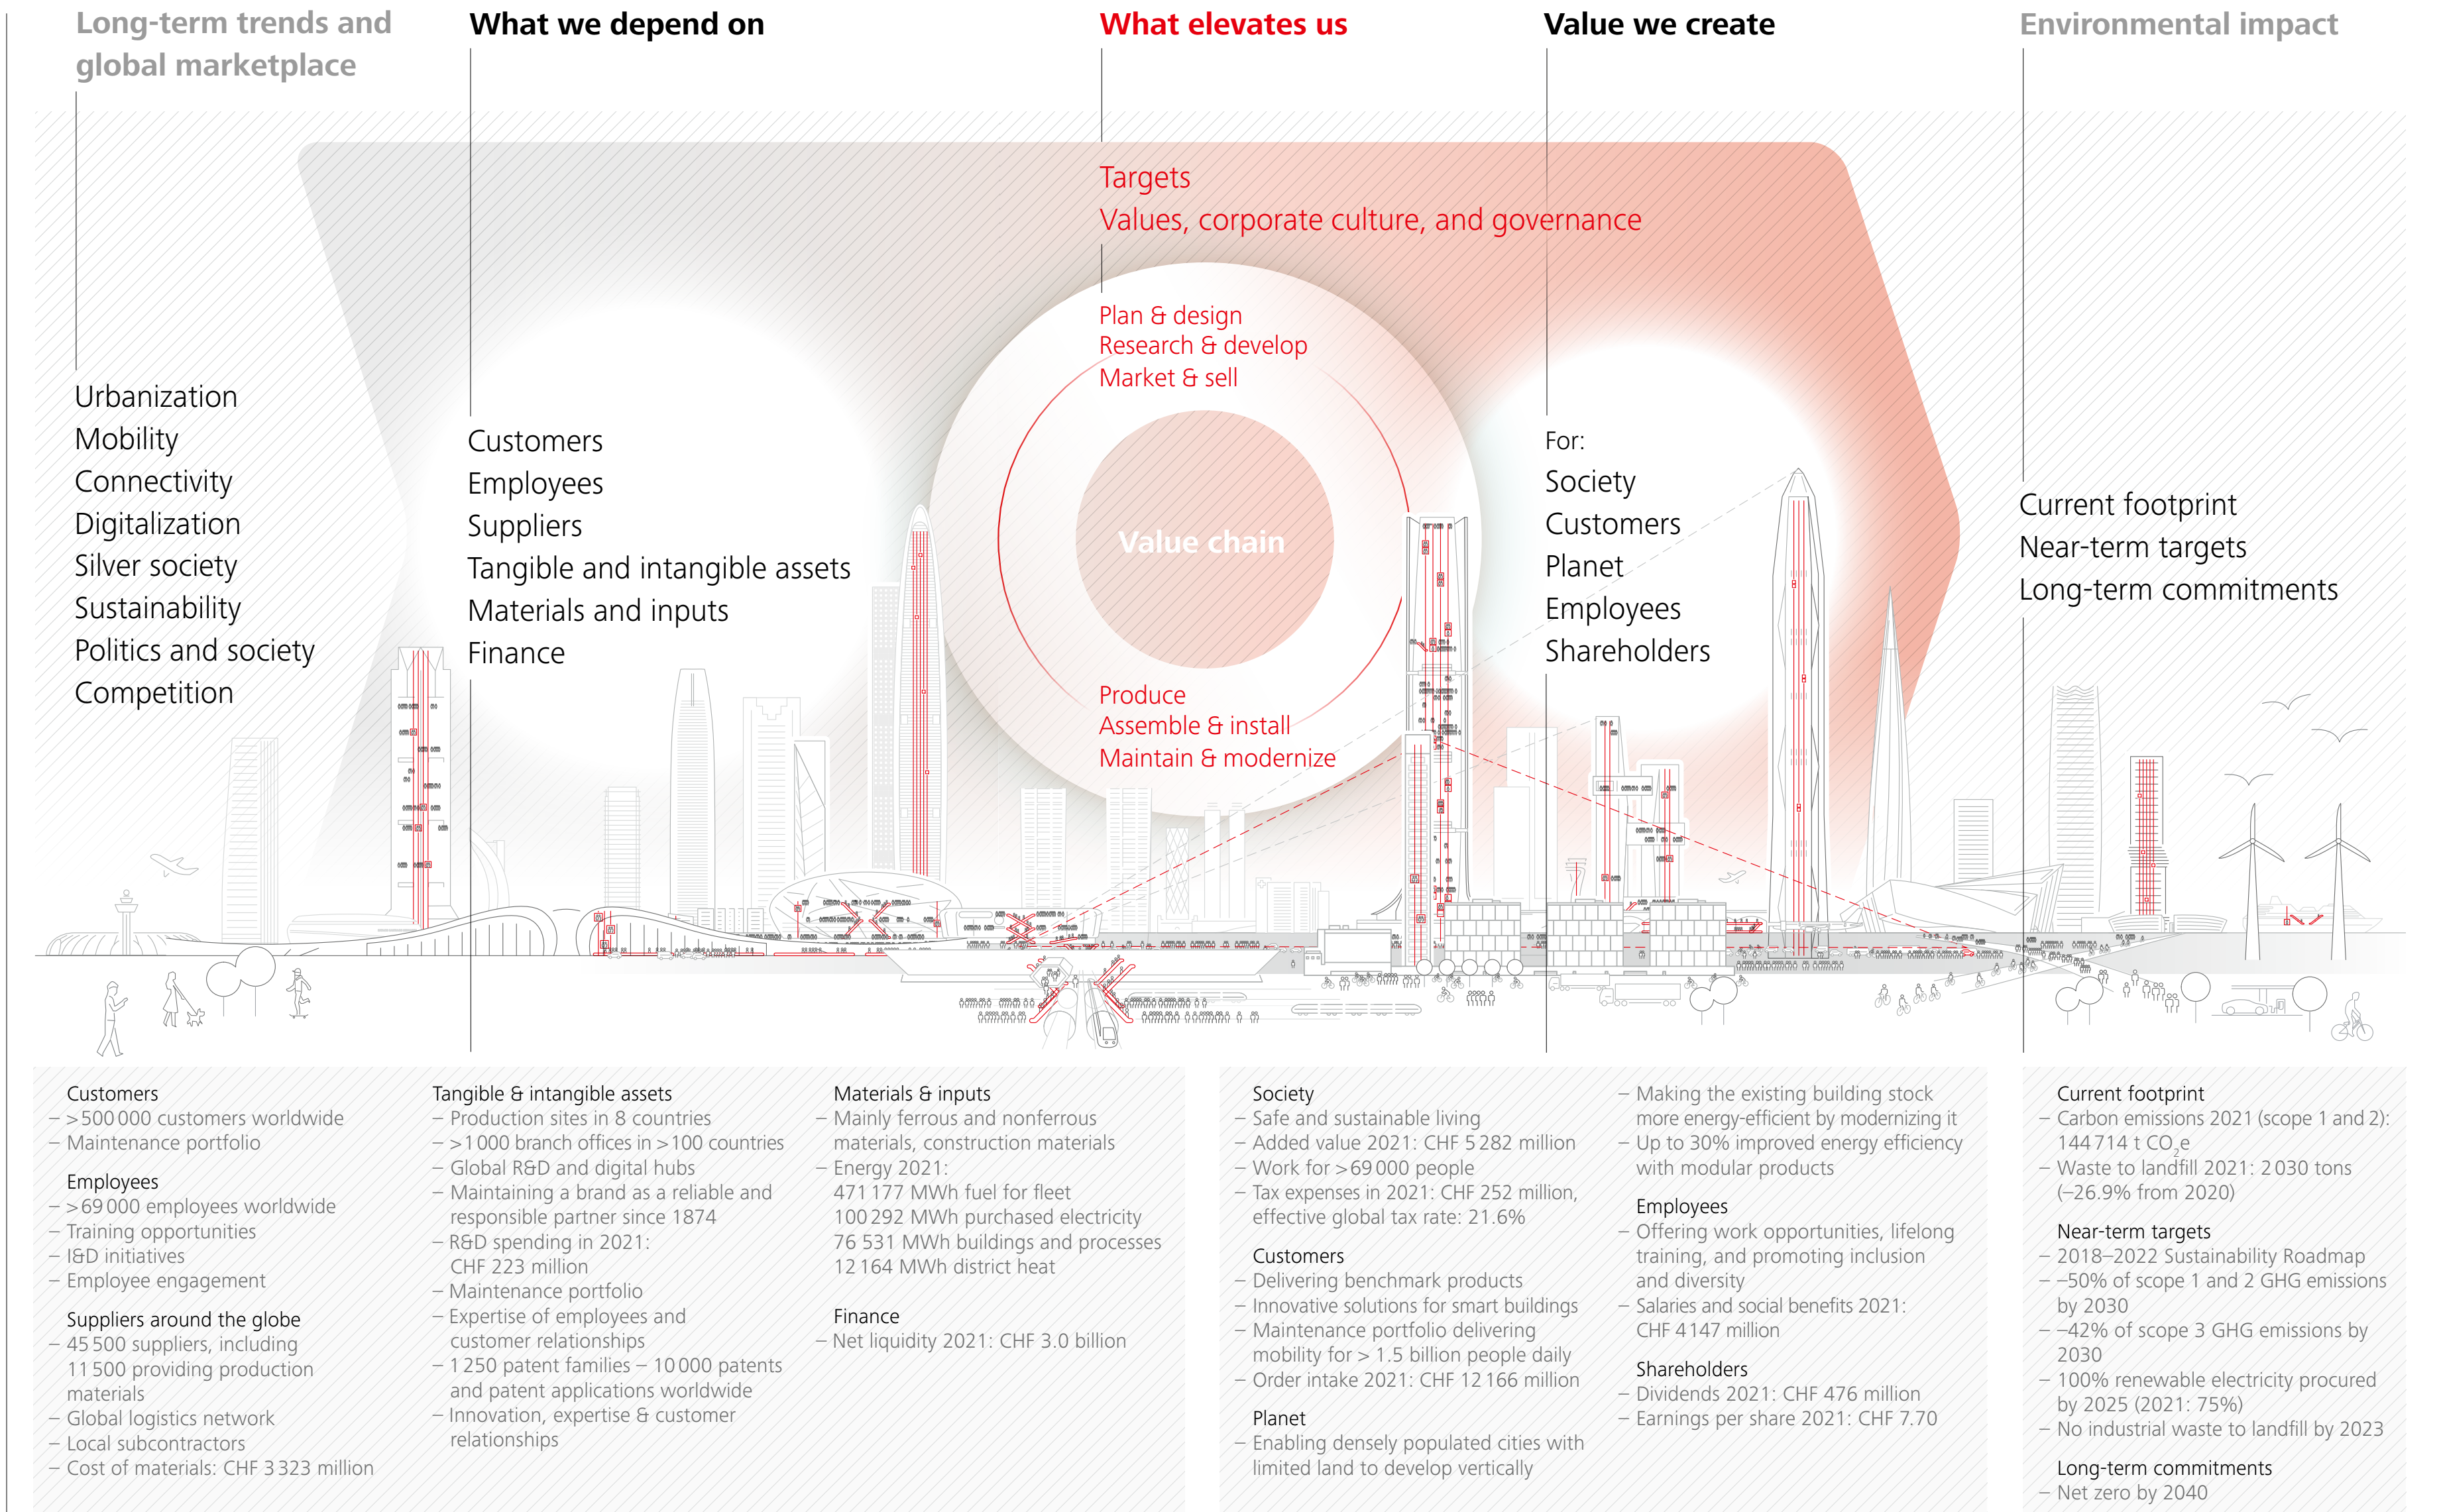 Long-term trends and
global marketplace
What we depend on
What elevates us
Value we create
Environmental impact
Targets
Values, corporate culture, and governance
Plan & design
Research & develop
Market & sell
Value chain
Produce
Assemble & install
Maintain & modernize
Urbanization
Mobility
Connectivity
Digitalization
Silver society
Sustainability
Politics and society
Competition
Customers
Employees
Suppliers
Tangible and intangible assets
Materials and inputs
Finance
For:
Society
Customers
Planet
Employees
Shareholders
Current footprint
Near-term targets
Long-term commitments
Customers
– >500 000 customers worldwide
– Maintenance portfolio
Employees
– >69 000 employees worldwide
– Training opportunities
– I&D initiatives
– Employee engagement
Suppliers around the globe
– 45 500 suppliers, including
11 500 providing production
materials
– Global logistics network
– Local subcontractors
– Cost of materials: CHF 3 323 million
Tangible & intangible assets
– Production sites in 8 countries
– >1 000 branch offices in >100 countries
– Global R&D and digital hubs
– Maintaining a brand as a reliable and
responsible partner since 1874
– R&D spending in 2021:
CHF 223 million
– Maintenance portfolio
– Expertise of employees and
customer relationships
– 1 250 patent families – 10 000 patents
and patent applications worldwide
– Innovation, expertise & customer
relationships
Materials & inputs
– Mainly ferrous and nonferrous
materials, construction materials
– Energy 2021:
471 177 MWh fuel for fleet
100 292 MWh purchased electricity
76 531 MWh buildings and processes
12 164 MWh district heat
Finance
– Net liquidity 2021: CHF 3.0 billion
Society
– Safe and sustainable living
– Added value 2021: CHF 5 282 million
– Work for >69 000 people
– Tax expenses in 2021: CHF 252 million,
effective global tax rate: 21.6%
Customers
– Delivering benchmark products
– Innovative solutions for smart buildings
– Maintenance portfolio delivering
mobility for > 1.5 billion people daily
– Order intake 2021: CHF 12 166 million
Planet
– Enabling densely populated cities with
limited land to develop vertically
– Making the existing building stock
more energy-efficient by modernizing it
– Up to 30% improved energy efficiency
with modular products
Employees
– Offering work opportunities, lifelong
training, and promoting inclusion
and diversity
– Salaries and social benefits 2021:
CHF 4 147 million
Shareholders
– Dividends 2021: CHF 476 million
– Earnings per share 2021: CHF 7.70
Current footprint
– Carbon emissions 2021 (scope 1 and 2):
144 714 t CO₂e
– Waste to landfill 2021: 2 030 tons
(–26.9% from 2020)
Near-term targets
– 2018–2022 Sustainability Roadmap
– –50% of scope 1 and 2 GHG emissions
by 2030
– –42% of scope 3 GHG emissions by
2030
– 100% renewable electricity procured
by 2025 (2021: 75%)
– No industrial waste to landfill by 2023
Long-term commitments
– Net zero by 2040